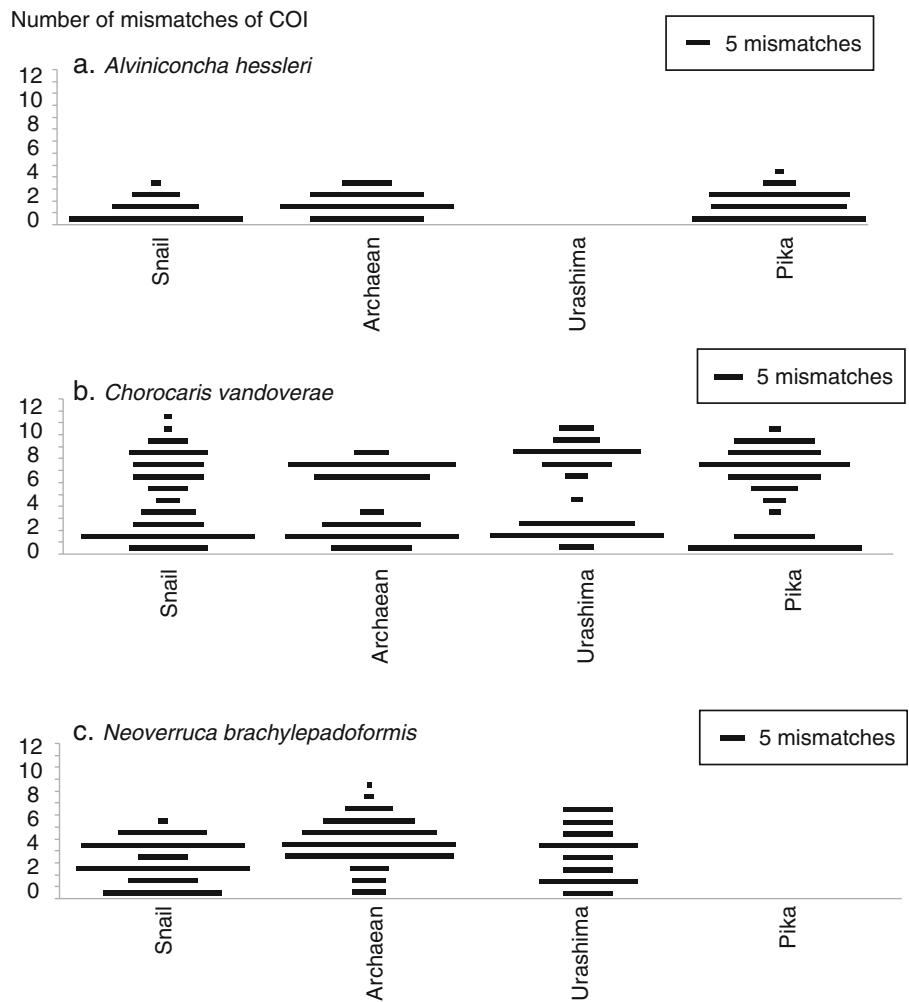 Number of mismatches of COI
5 mismatches
a. Alviniconcha hessleri
12
10
8
6
4
2
0
Snail
Archaean
Urashima
Pika
5 mismatches
b. Chorocaris vandoverae
12
10
8
6
4
2
0
Snail
Archaean
Urashima
Pika
5 mismatches
c. Neoverruca brachylepadoformis
12
10
8
6
4
2
0
Snail
Archaean
Urashima
Pika